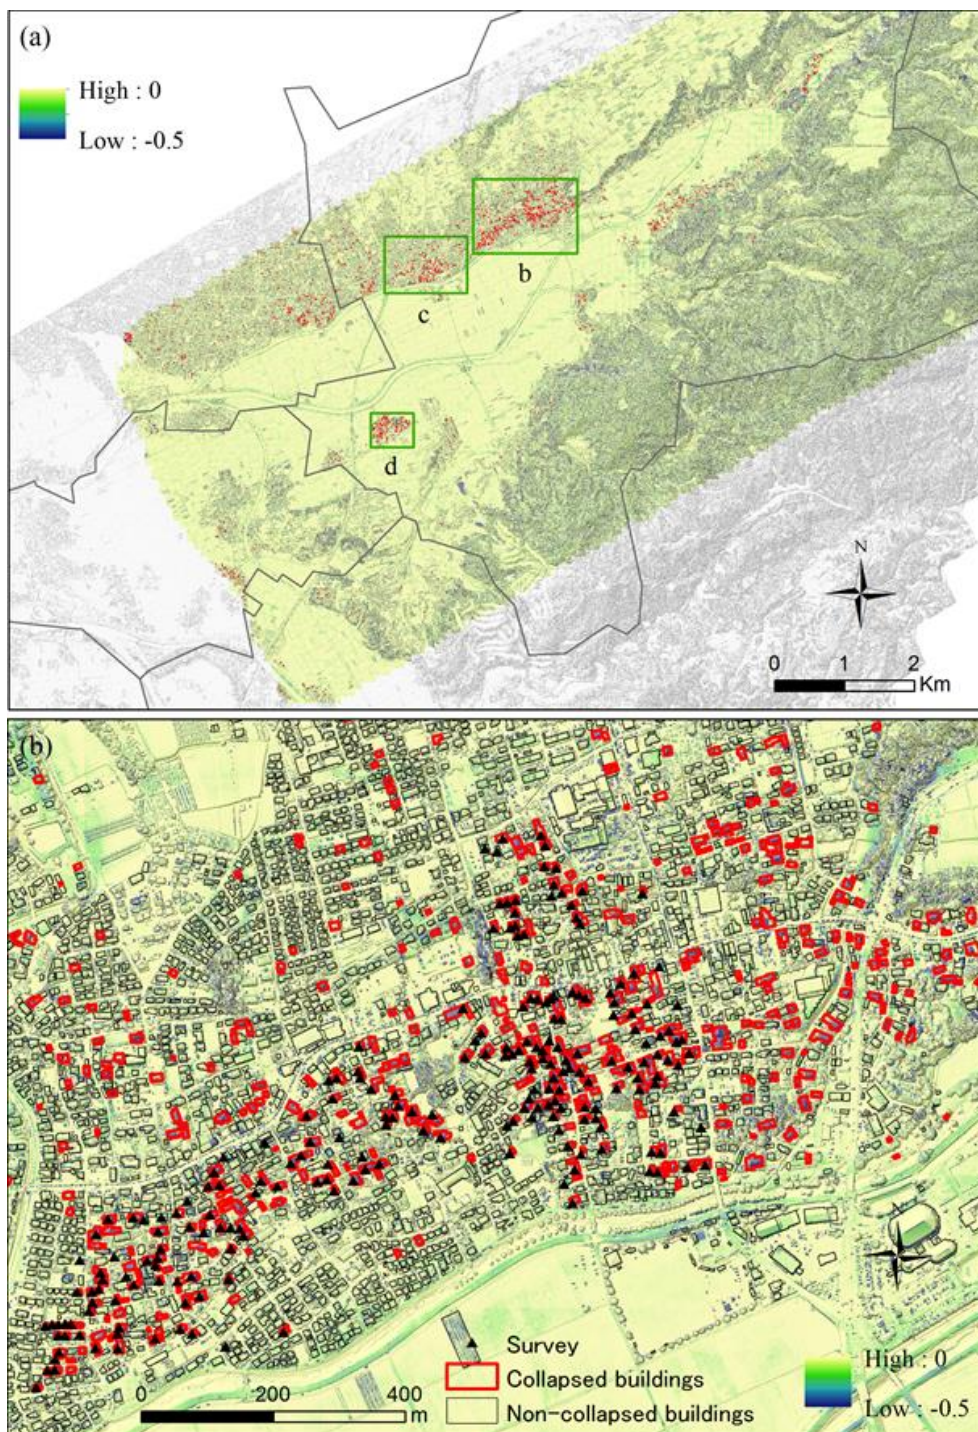 (a)
High : 0
Low : -0.5
b
c
d
N
0 1 2
Km
(b)
Survey
Collapsed buildings
Non-collapsed buildings
0 200 400
m
High : 0
Low : -0.5